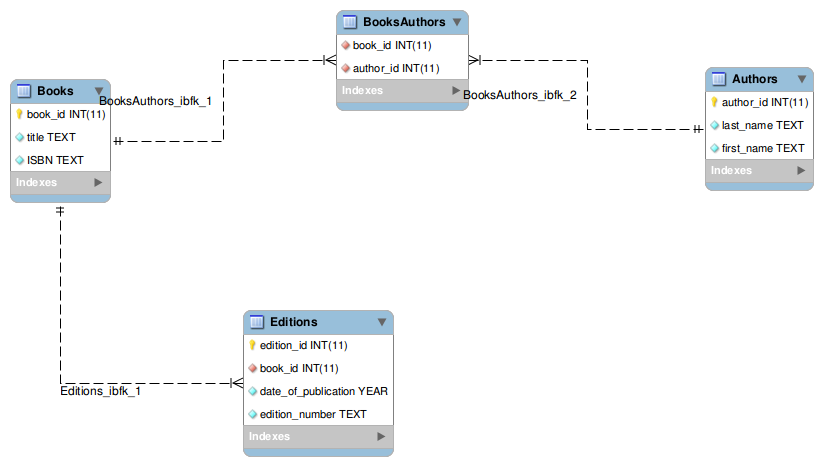 BooksAuthors
book_id INT(11)
author_id INT(11)
Indexes
Books
book_id INT(11)
title TEXT
ISBN TEXT
Indexes
BooksAuthors_ibfk_1
BooksAuthors_ibfk_2
Authors
author_id INT(11)
last_name TEXT
first_name TEXT
Indexes
Editions
edition_id INT(11)
book_id INT(11)
date_of_publication YEAR
edition_number TEXT
Indexes
Editions_ibfk_1